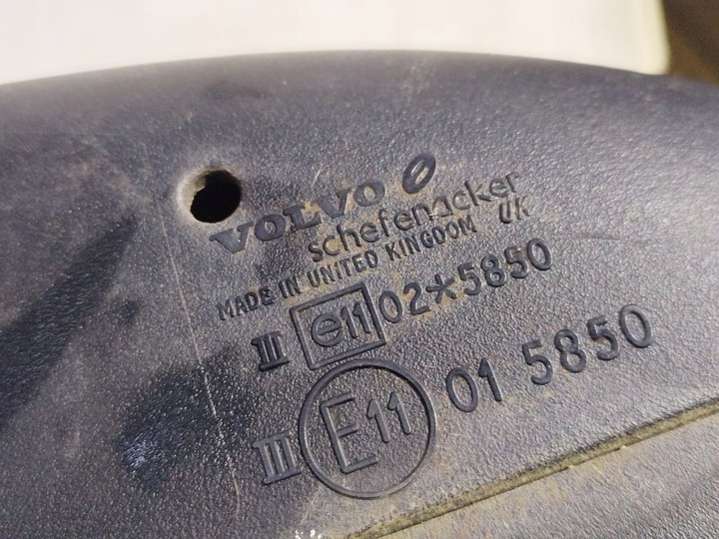 VOLVO
schefenacker UK
MADE IN UNITED KINGDOM
III e11 02*5850
III E11 01 5850